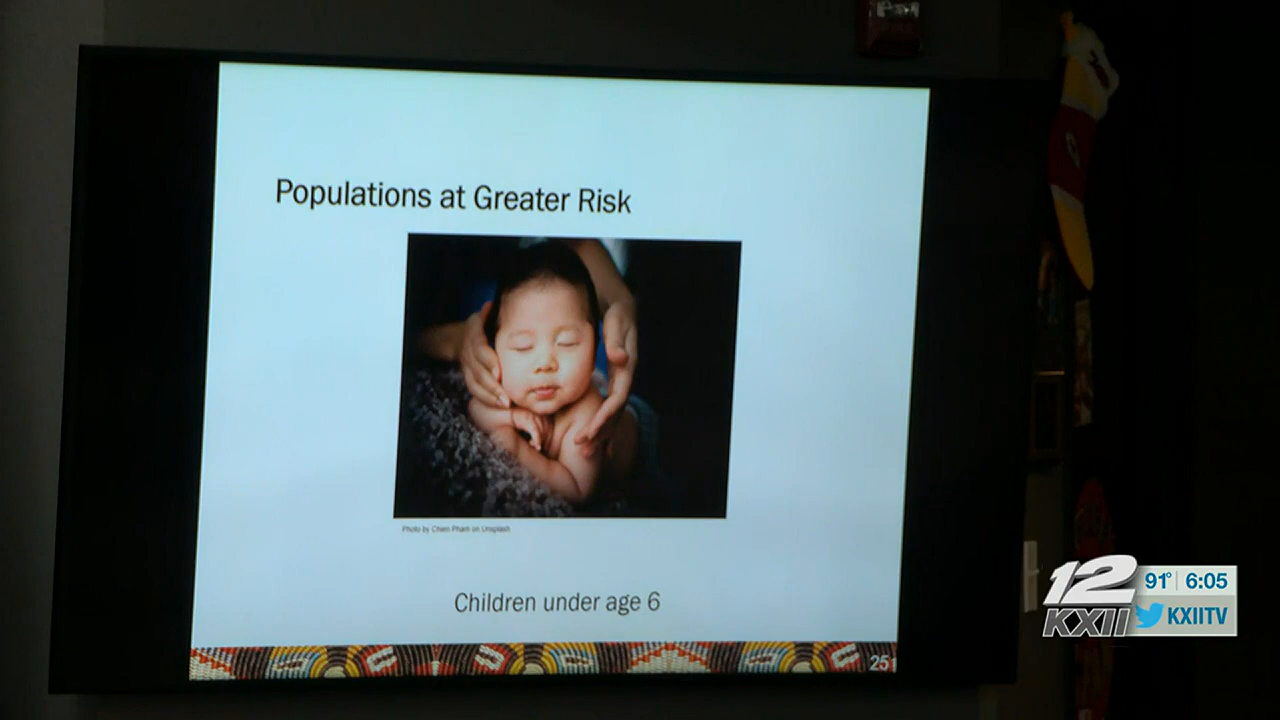 Populations at Greater Risk
Photo by Chien Pham on Unsplash
Children under age 6
25
12
KXII
91° 6:05
KXIITV